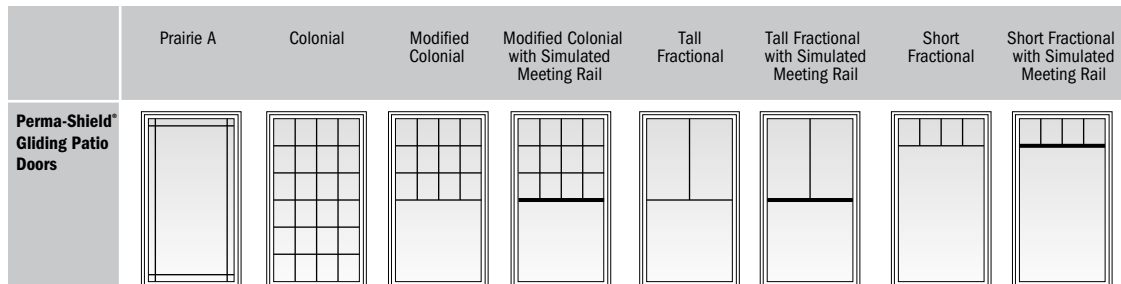 Prairie A
Colonial
Modified
Colonial
Modified Colonial
with Simulated
Meeting Rail
Tall
Fractional
Tall Fractional
with Simulated
Meeting Rail
Short
Fractional
Short Fractional
with Simulated
Meeting Rail
Perma-Shield®
Gliding Patio
Doors